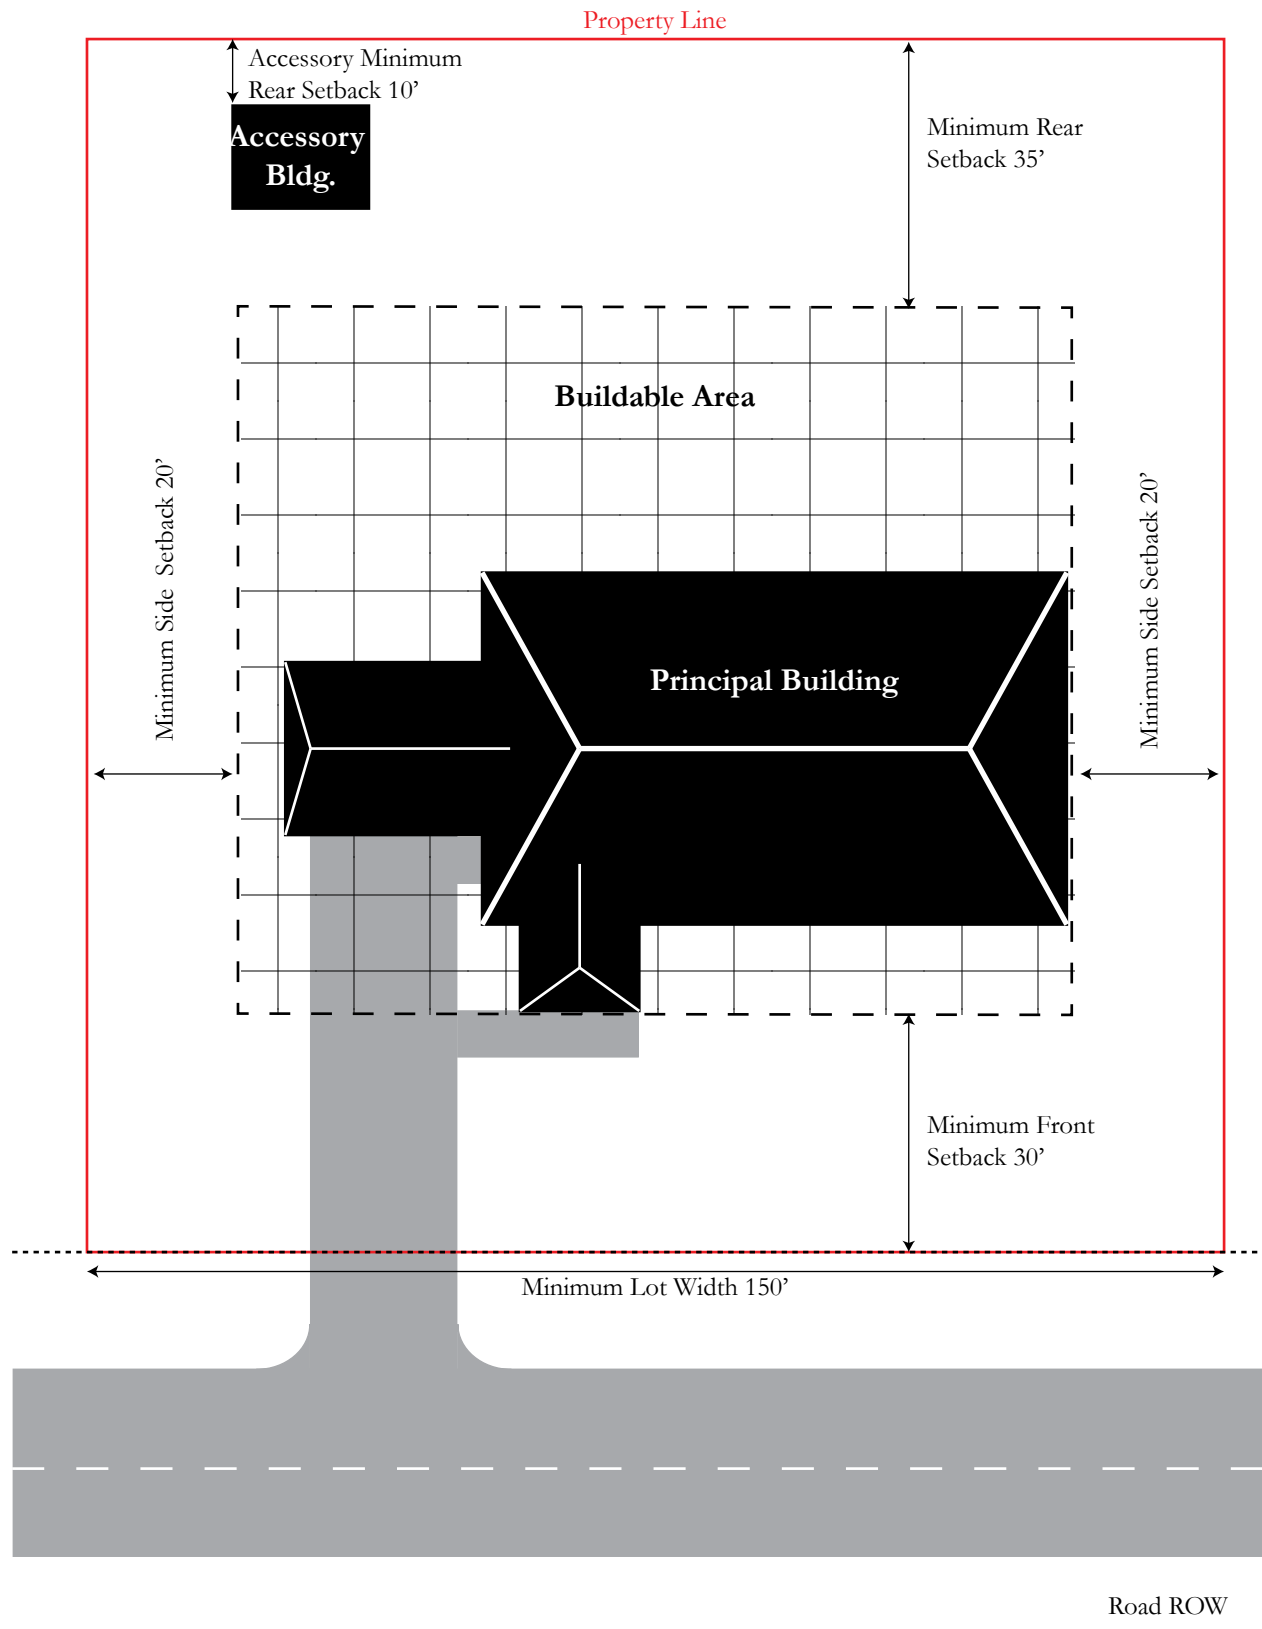 Property Line
Accessory Minimum
Rear Setback 10’
Accessory
Bldg.
Minimum Rear
Setback 35’
Buildable Area
Minimum Side  Setback 20’
Minimum Side Setback 20’
Principal Building
Minimum Front
Setback 30’
Minimum Lot Width 150’
Road ROW